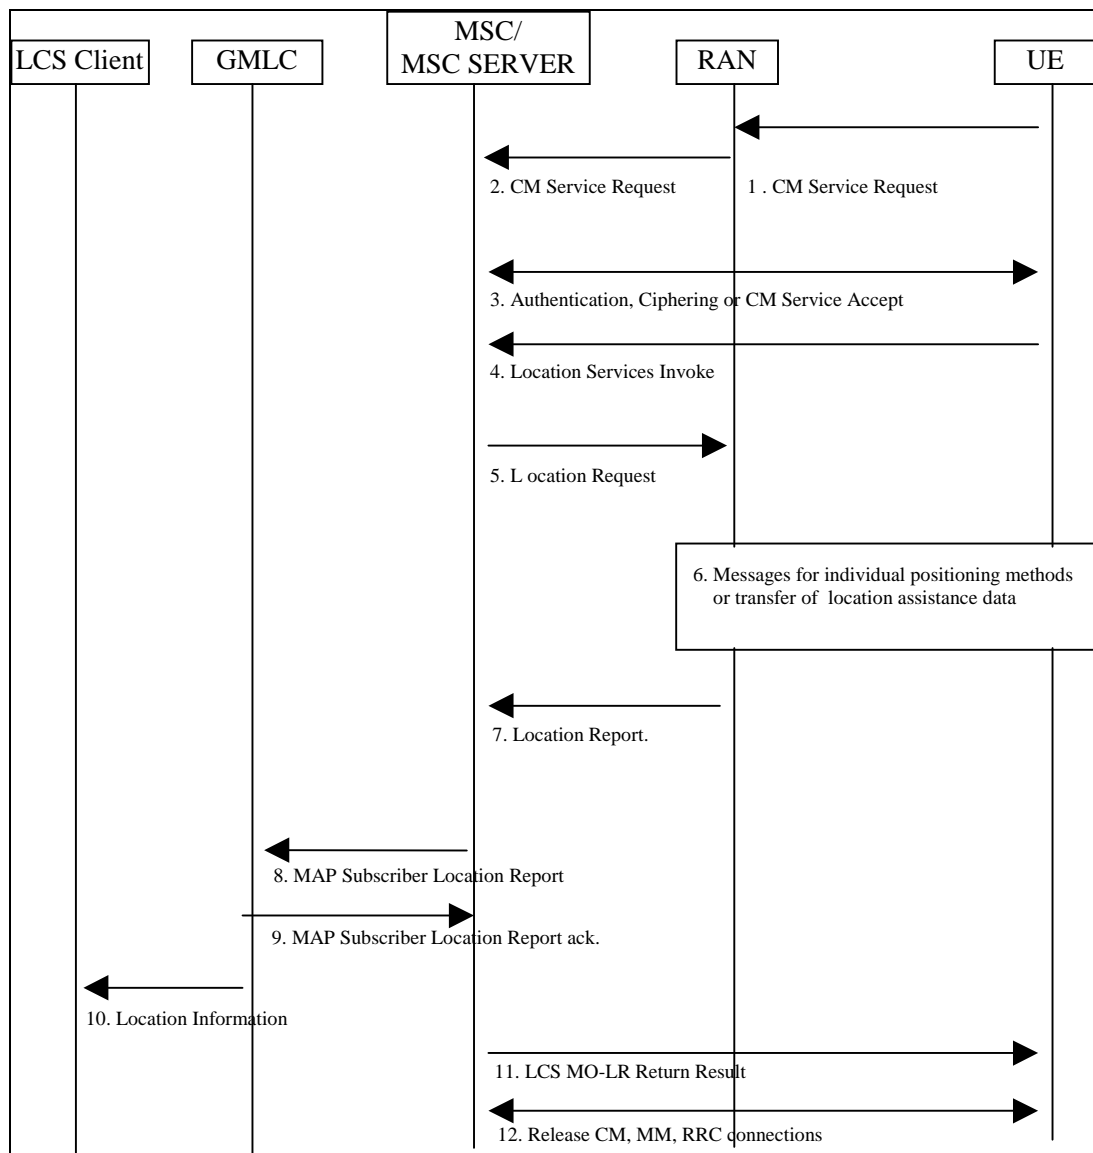 MSC/
LCS Client GMLC MSC SERVER RAN UE
2. CM Service Request 1 . CM Service Request
3. Authentication, Ciphering or CM Service Accept
4. Location Services Invoke
5. L ocation Request
6. Messages for individual positioning methods
or transfer of location assistance data
7. Location Report.
8. MAP Subscriber Location Report
9. MAP Subscriber Location Report ack.
10. Location Information
11. LCS MO-LR Return Result
12. Release CM, MM, RRC connections